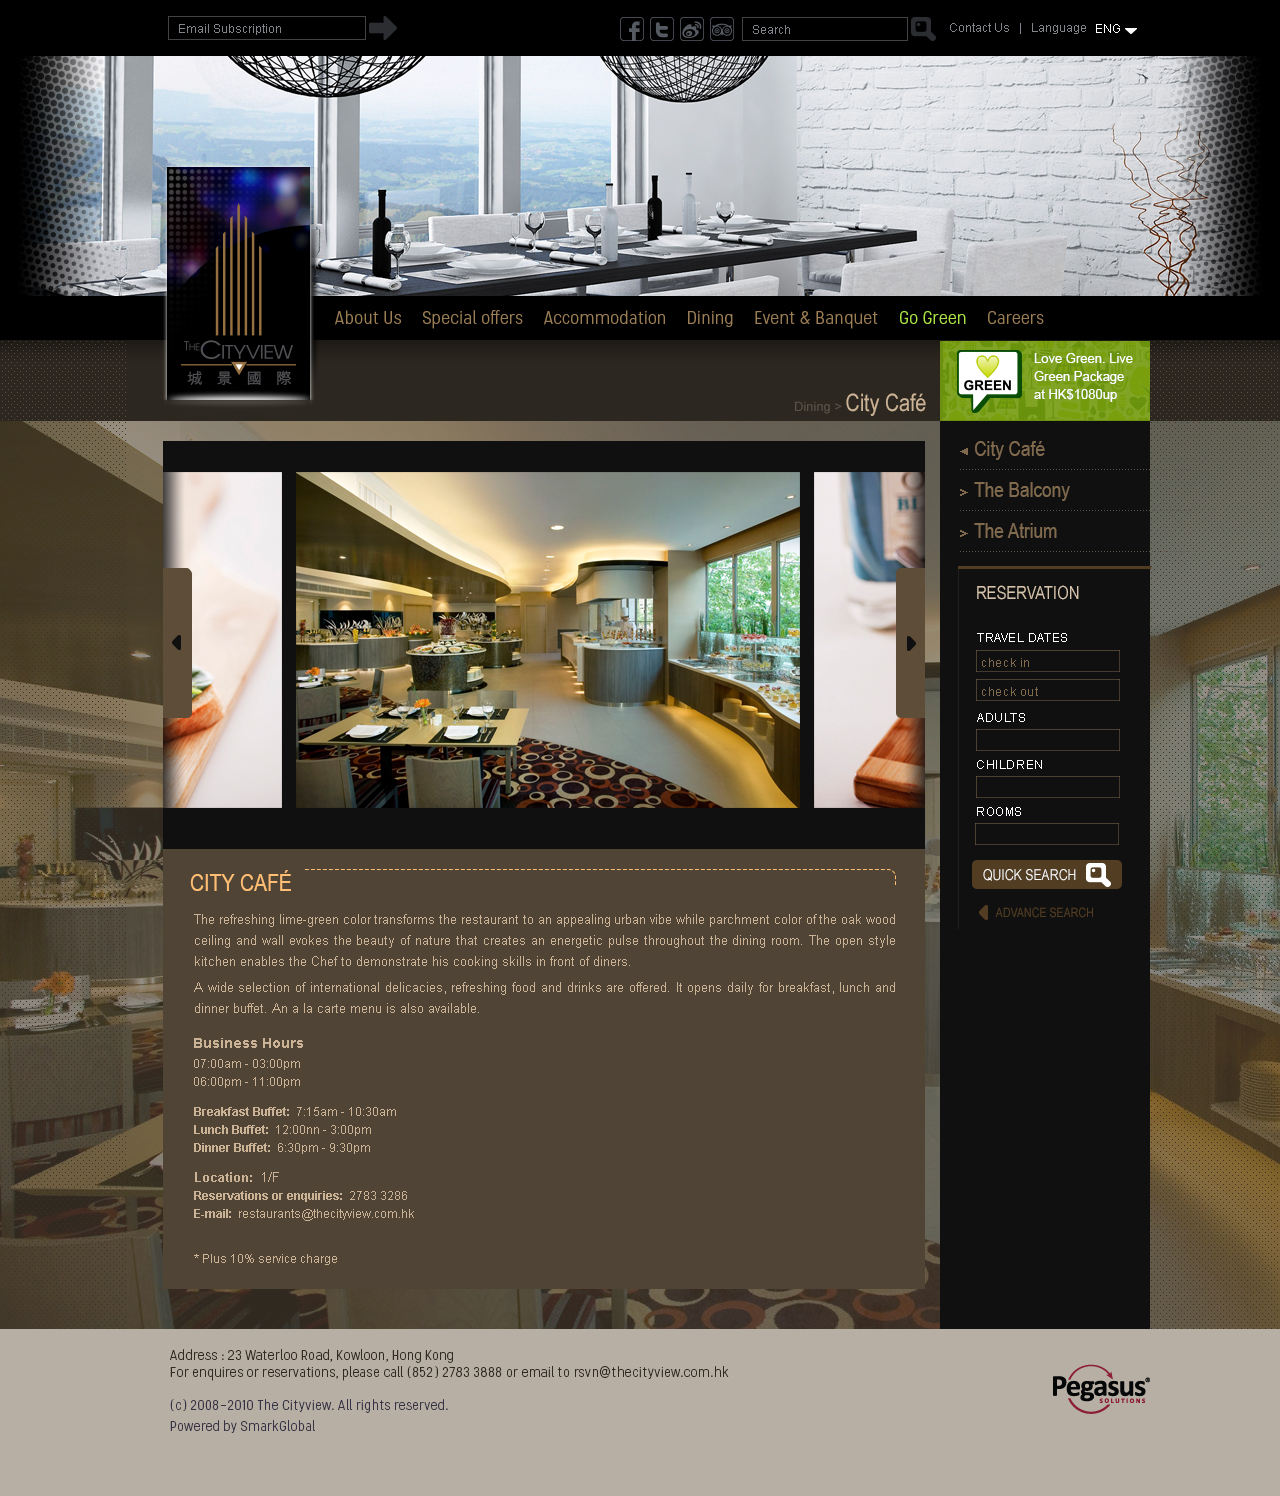 Email Subscription
Search
Contact Us | Language ENG
THE CITYVIEW
城景國際
About Us Special offers Accommodation Dining Event & Banquet Go Green Careers
Dining > City Café
GREEN
Love Green. Live
Green Package
at HK$1080up
City Café
> The Balcony
> The Atrium
RESERVATION
TRAVEL DATES
check in
check out
ADULTS
CHILDREN
ROOMS
QUICK SEARCH
ADVANCE SEARCH
CITY CAFÉ
The refreshing lime-green color transforms the restaurant to an appealing urban vibe while parchment color of the oak wood
ceiling and wall evokes the beauty of nature that creates an energetic pulse throughout the dining room. The open style
kitchen enables the Chef to demonstrate his cooking skills in front of diners.
A wide selection of international delicacies, refreshing food and drinks are offered. It opens daily for breakfast, lunch and
dinner buffet. An a la carte menu is also available.
Business Hours
07:00am - 03:00pm
06:00pm - 11:00pm
Breakfast Buffet: 7:15am - 10:30am
Lunch Buffet: 12:00nn - 3:00pm
Dinner Buffet: 6:30pm - 9:30pm
Location: 1/F
Reservations or enquiries: 2783 3286
E-mail: restaurants@thecityview.com.hk
* Plus 10% service charge
Address : 23 Waterloo Road, Kowloon, Hong Kong
For enquires or reservations, please call (852) 2783 3888 or email to rsvn@thecityview.com.hk
(c) 2008-2010 The Cityview. All rights reserved.
Powered by SmarkGlobal
Pegasus
SOLUTIONS